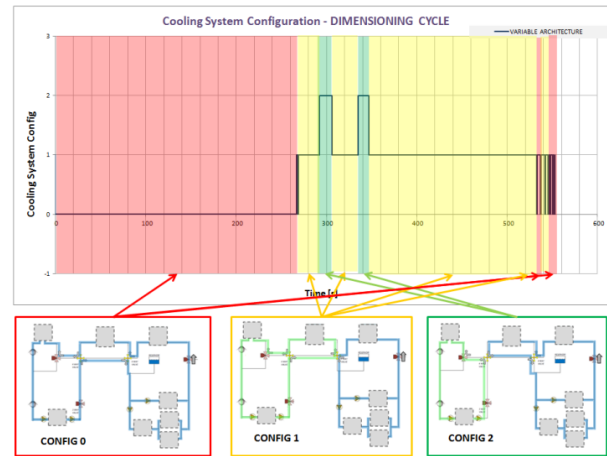 Cooling System Configuration - DIMENSIONING CYCLE
VARIABLE ARCHITECTURE
Cooling System Config
3
2
1
0
-1
0
100
200
300
400
500
600
Time [s]
CONFIG 0
CONFIG 1
CONFIG 2